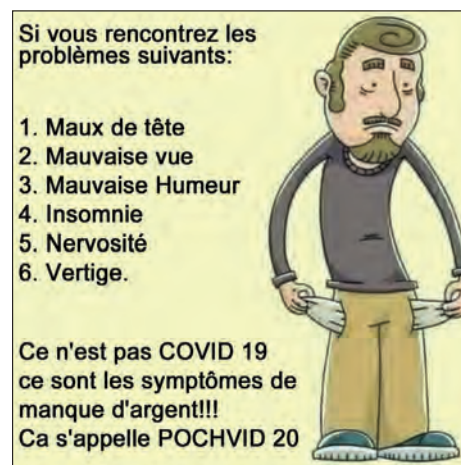 Si vous rencontrez les
problèmes suivants:
1. Maux de tête
2. Mauvaise vue
3. Mauvaise Humeur
4. Insomnie
5. Nervosité
6. Vertige.
Ce n'est pas COVID 19
ce sont les symptômes de
manque d'argent!!!
Ca s'appelle POCHVID 20